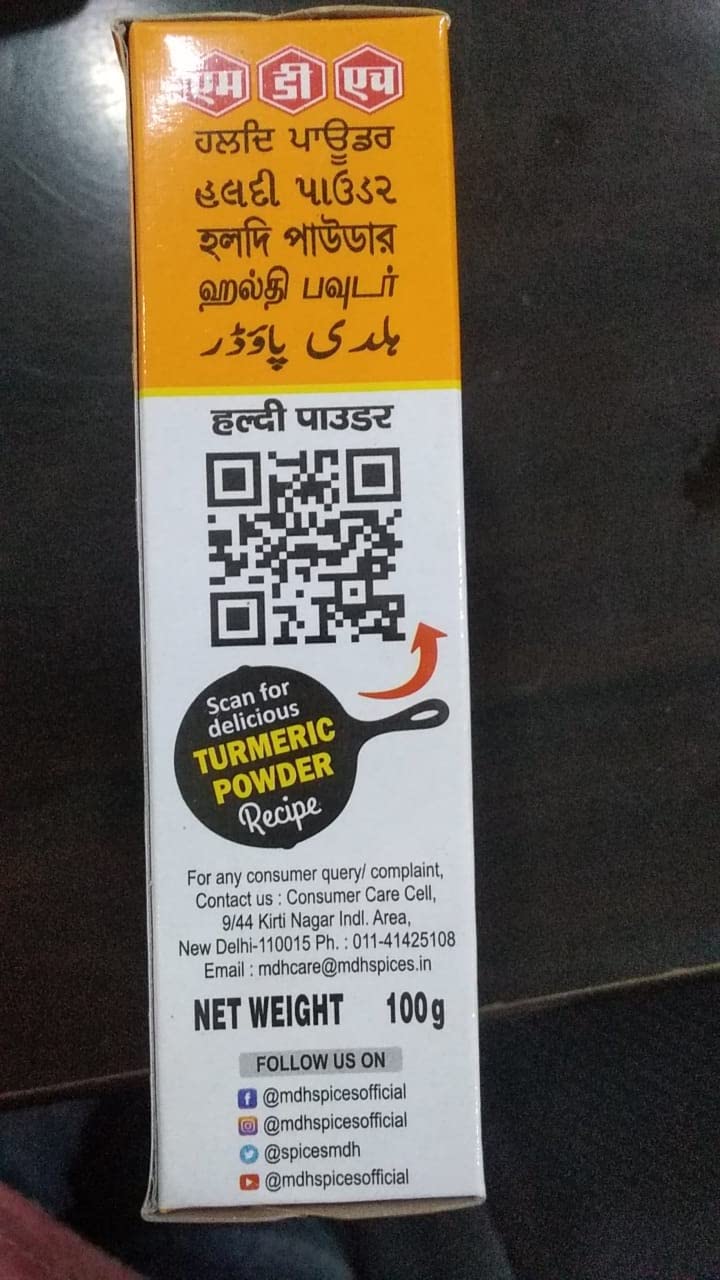 एम डी एच
ਹਲਦਿ ਪਾਊਡਰ
હલદી પાઉડર
হলদি পাউডার
ஹல்தி பவுடர்
ہلدی پاؤڈر
हल्दी पाउडर
Scan for
delicious
TURMERIC
POWDER
Recipe
For any consumer query/ complaint,
Contact us : Consumer Care Cell,
9/44 Kirti Nagar Indl. Area,
New Delhi-110015 Ph. : 011-41425108
Email : mdhcare@mdhspices.in
NET WEIGHT 100g
FOLLOW US ON
@mdhspicesofficial
@mdhspicesofficial
@spicesmdh
@mdhspicesofficial